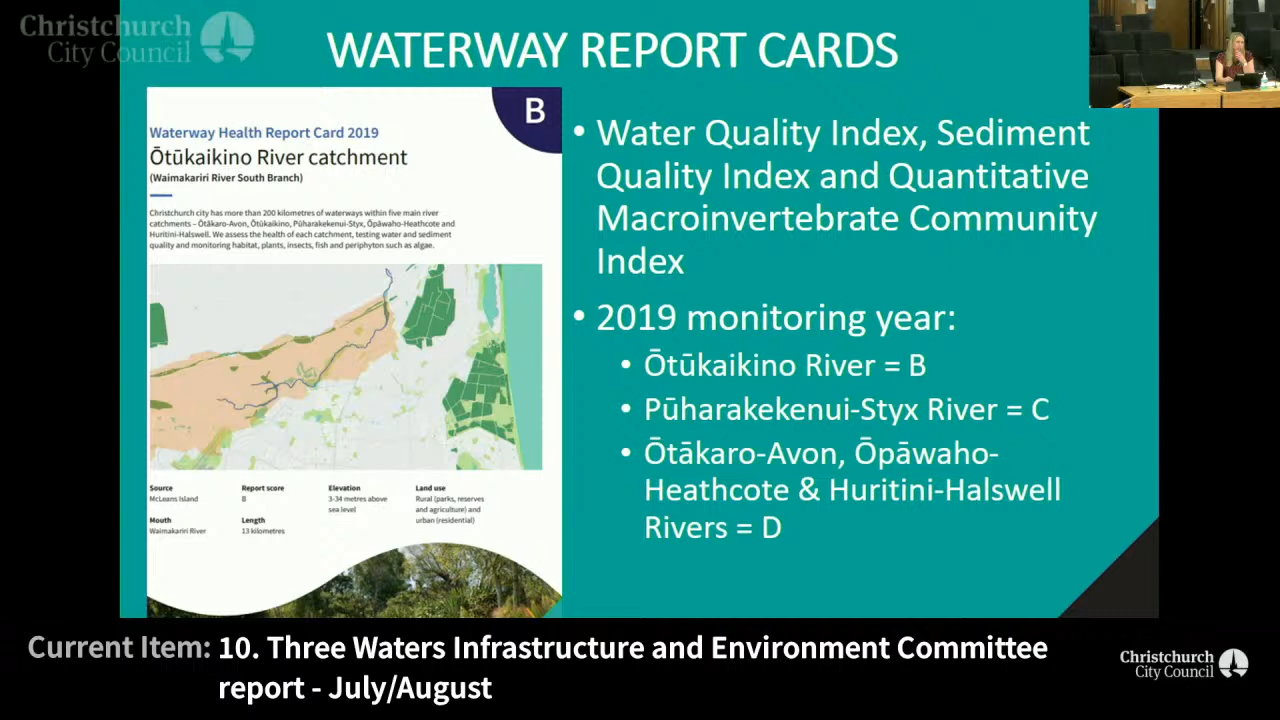 Christchurch
City Council
WATERWAY REPORT CARDS
B
Waterway Health Report Card 2019
Ōtūkaikino River catchment
(Waimakariri River South Branch)
Christchurch city has more than 200 kilometres of waterways within five main river
catchments – Ōtākaro-Avon, Ōtūkaikino, Pūharakekenui-Styx, Ōpāwaho-Heathcote and
Huritini-Halswell. We assess the health of each catchment, testing water and sediment
quality and monitoring habitat, plants, insects, fish and periphyton such as algae.
Source
McLeans Island
Report score
B
Elevation
3-34 metres above
sea level
Land use
Rural (parks, reserves
and agriculture) and
urban (residential)
Mouth
Waimakariri River
Length
13 kilometres
• Water Quality Index, Sediment
Quality Index and Quantitative
Macroinvertebrate Community
Index
• 2019 monitoring year:
• Ōtūkaikino River = B
• Pūharakekenui-Styx River = C
• Ōtākaro-Avon, Ōpāwaho-
Heathcote & Huritini-Halswell
Rivers = D
Current Item: 10. Three Waters Infrastructure and Environment Committee
report - July/August
Christchurch
City Council